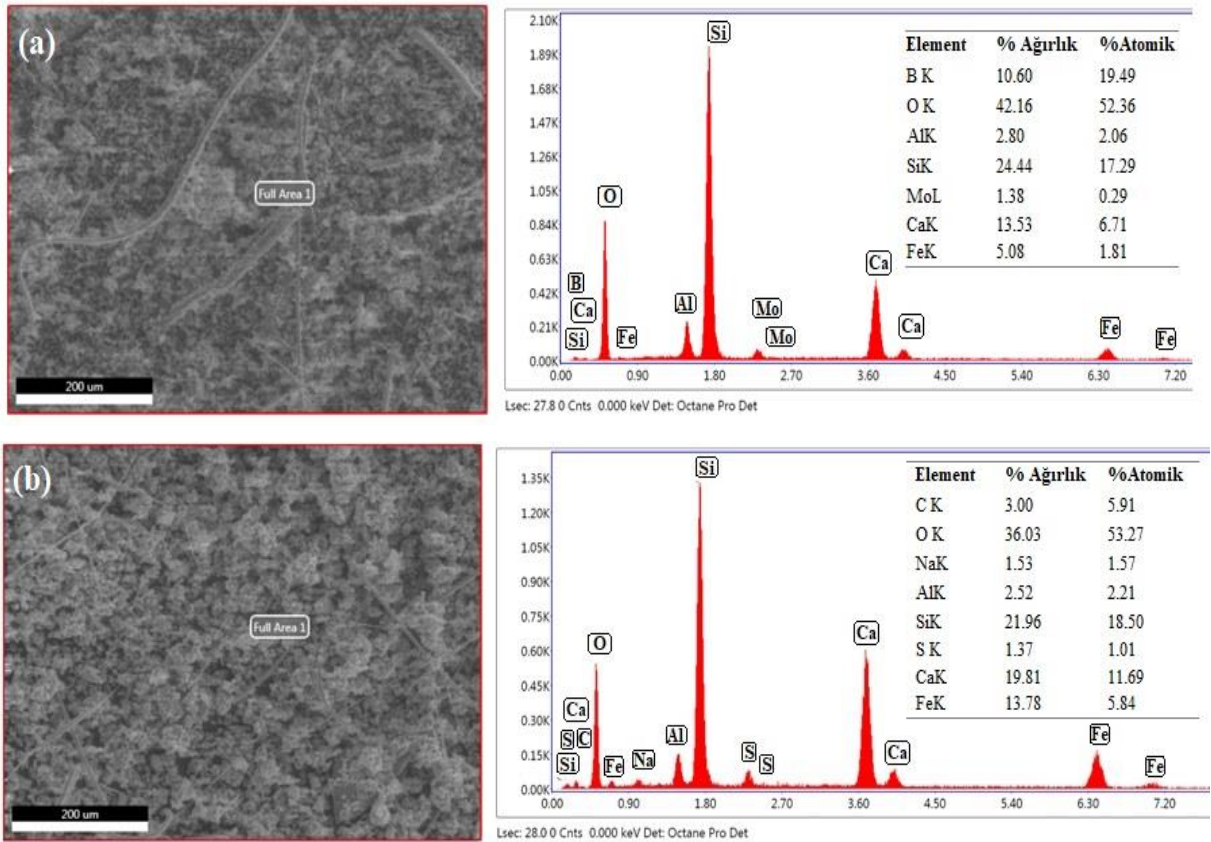 (a)
Full Area 1
200 um
2.10K
1.89K
1.68K
1.47K
1.26K
1.05K
0.84K
0.63K
0.42K
0.21K
0.00K
Si
O
B
Ca
Si
Fe
Al
Mo
Mo
Ca
Ca
Fe
Fe
0.00 0.90 1.80 2.70 3.60 4.50 5.40 6.30 7.20
Element % Ağırlık %Atomik
B K 10.60 19.49
O K 42.16 52.36
AlK 2.80 2.06
SiK 24.44 17.29
MoL 1.38 0.29
CaK 13.53 6.71
FeK 5.08 1.81
Lsec: 27.8 0 Cnts 0.000 keV Det: Octane Pro Det
(b)
Full Area 1
200 um
1.35K
1.20K
1.05K
0.90K
0.75K
0.60K
0.45K
0.30K
0.15K
0.00K
Si
O
Ca
S C
Si
Fe
Na
Al
S
S
Ca
Ca
Fe
Fe
0.00 0.90 1.80 2.70 3.60 4.50 5.40 6.30 7.20
Element % Ağırlık %Atomik
C K 3.00 5.91
O K 36.03 53.27
NaK 1.53 1.57
AlK 2.52 2.21
SiK 21.96 18.50
S K 1.37 1.01
CaK 19.81 11.69
FeK 13.78 5.84
Lsec: 28.0 0 Cnts 0.000 keV Det: Octane Pro Det